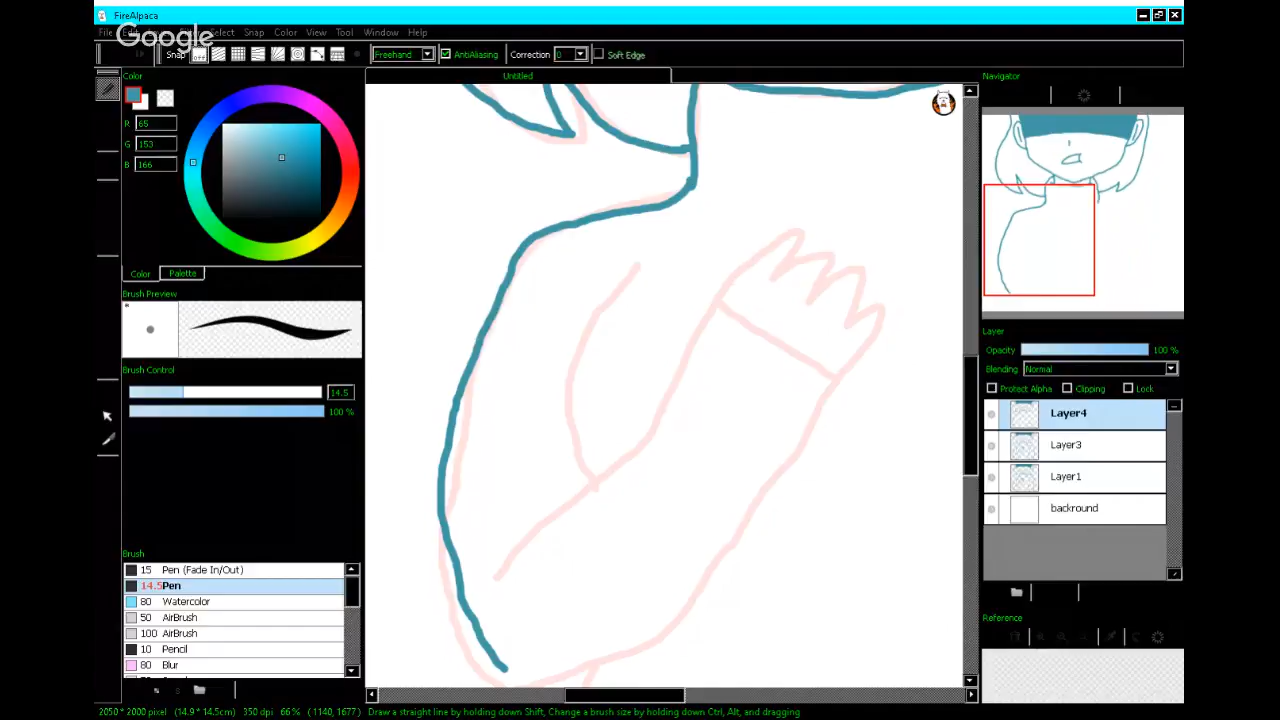 FireAlpaca
Google
File Edit Select Snap Color View Tool Window Help
Snap OFF Freehand AntiAliasing Correction 0 Soft Edge
Color
Untitled
Navigator
R 65
G 153
B 166
Color Palette
Brush Preview
Layer
Opacity 100 %
Blending Normal
Brush Control
Protect Alpha Clipping Lock
14.5
100 %
Layer4
Layer3
Layer1
backround
Brush
15 Pen (Fade In/Out)
14.5 Pen
80 Watercolor
50 AirBrush
100 AirBrush
10 Pencil
80 Blur
Reference
2050 * 2000 pixel (14.9 * 14.5cm) 350 dpi 66 % ( 1140, 1677) Draw a straight line by holding down Shift, Change a brush size by holding down Ctrl, Alt, and dragging